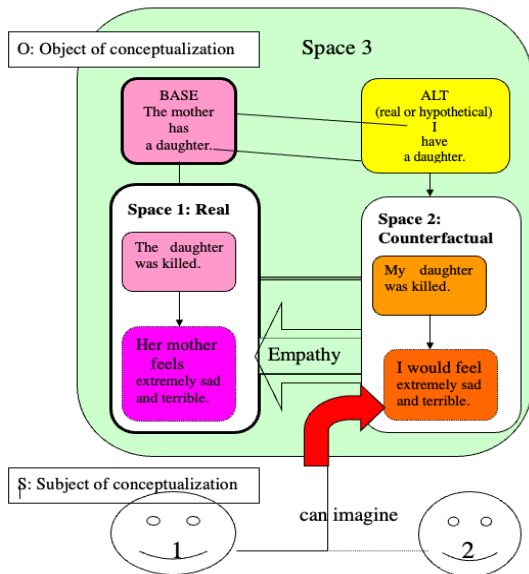 O: Object of conceptualization
Space 3
BASE
The mother
has
a daughter.
ALT
(real or hypothetical)
I
have
a daughter.
Space 1: Real
The daughter
was killed.
Her mother
feels
extremely sad
and terrible.
Space 2:
Counterfactual
My daughter
was killed.
I would feel
extremely sad
and terrible.
Empathy
S: Subject of conceptualization
can imagine
1
2